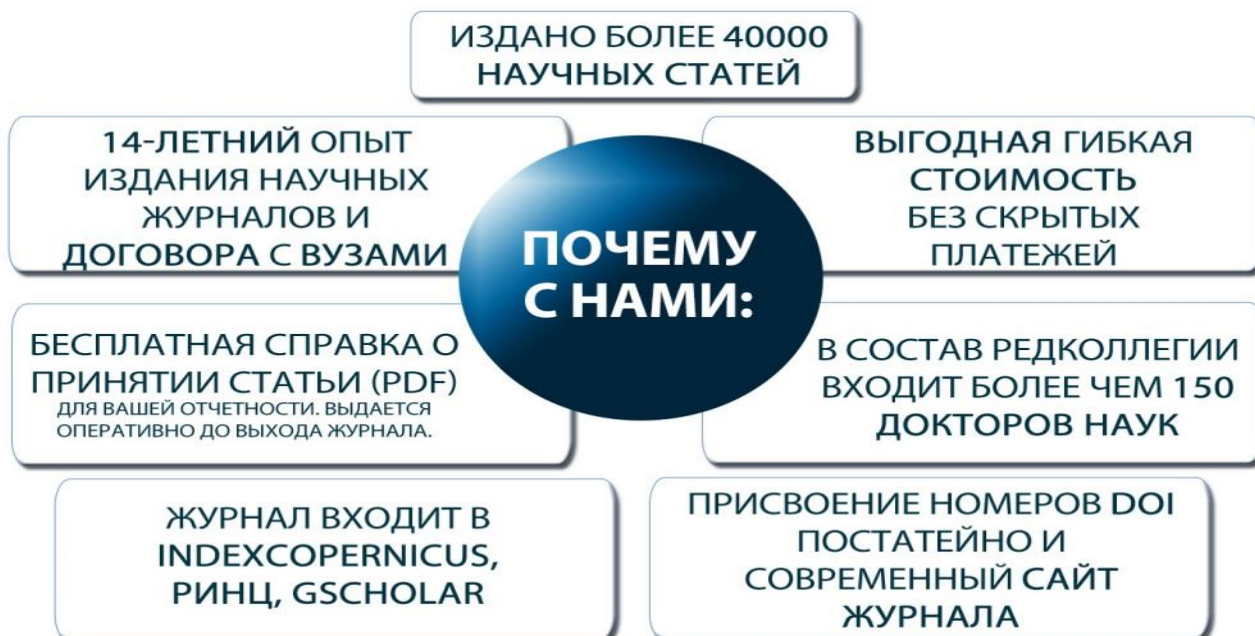 ИЗДАНО БОЛЕЕ 40000
НАУЧНЫХ СТАТЕЙ
14-ЛЕТНИЙ ОПЫТ
ИЗДАНИЯ НАУЧНЫХ
ЖУРНАЛОВ И
ДОГОВОРА С ВУЗАМИ
ВЫГОДНАЯ ГИБКАЯ
СТОИМОСТЬ
БЕЗ СКРЫТЫХ
ПЛАТЕЖЕЙ
ПОЧЕМУ
С НАМИ:
БЕСПЛАТНАЯ СПРАВКА О
ПРИНЯТИИ СТАТЬИ (PDF)
ДЛЯ ВАШЕЙ ОТЧЕТНОСТИ. ВЫДАЕТСЯ
ОПЕРАТИВНО ДО ВЫХОДА ЖУРНАЛА.
В СОСТАВ РЕДКОЛЛЕГИИ
ВХОДИТ БОЛЕЕ ЧЕМ 150
ДОКТОРОВ НАУК
ЖУРНАЛ ВХОДИТ В
INDEXCOPERNICUS,
РИНЦ, GSCHOLAR
ПРИСВОЕНИЕ НОМЕРОВ DOI
ПОСТАТЕЙНО И
СОВРЕМЕННЫЙ САЙТ
ЖУРНАЛА